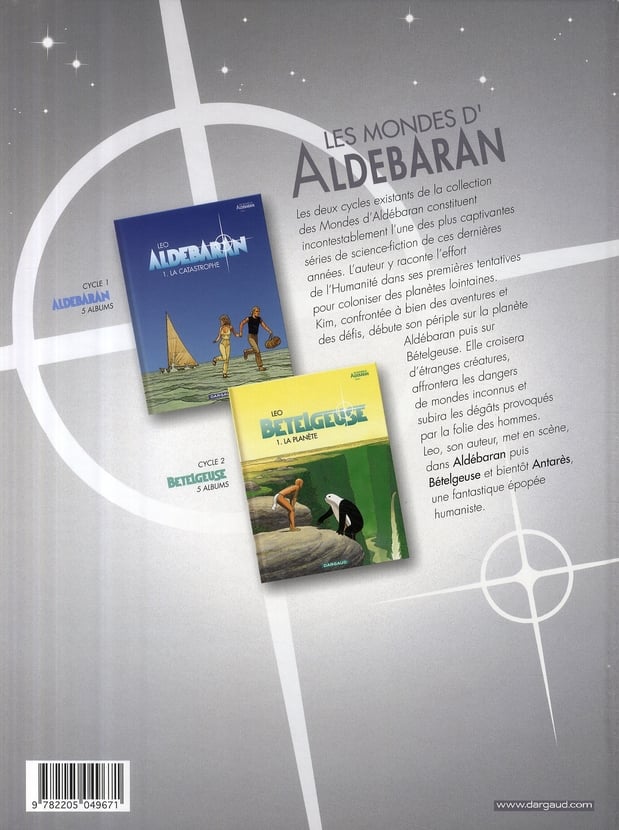 LES MONDES D'
ALDEBARAN
Les deux cycles existants de la collection
des Mondes d'Aldébaran constituent
incontestablement l'une des plus captivantes
séries de science-fiction de ces dernières
années. L'auteur y raconte l'effort
de l'Humanité dans ses premières tentatives
pour coloniser des planètes lointaines.
Kim, confrontée à bien des aventures et
des défis, débute son périple sur la planète
Aldébaran puis sur
Bételgeuse. Elle croisera
d'étranges créatures,
affrontera les dangers
de mondes inconnus et
subira les dégâts provoqués
par la folie des hommes.
Leo, son auteur, met en scène,
dans Aldébaran puis
Bételgeuse et bientôt Antarès,
une fantastique épopée
humaniste.
CYCLE 1
ALDEBARAN
5 ALBUMS
LEO
ALDEBARAN
1. LA CATASTROPHE
DARGAUD
CYCLE 2
BETELGEUSE
5 ALBUMS
LEO
BETELGEUSE
1. LA PLANÈTE
DARGAUD
9 782205 049671
www.dargaud.com